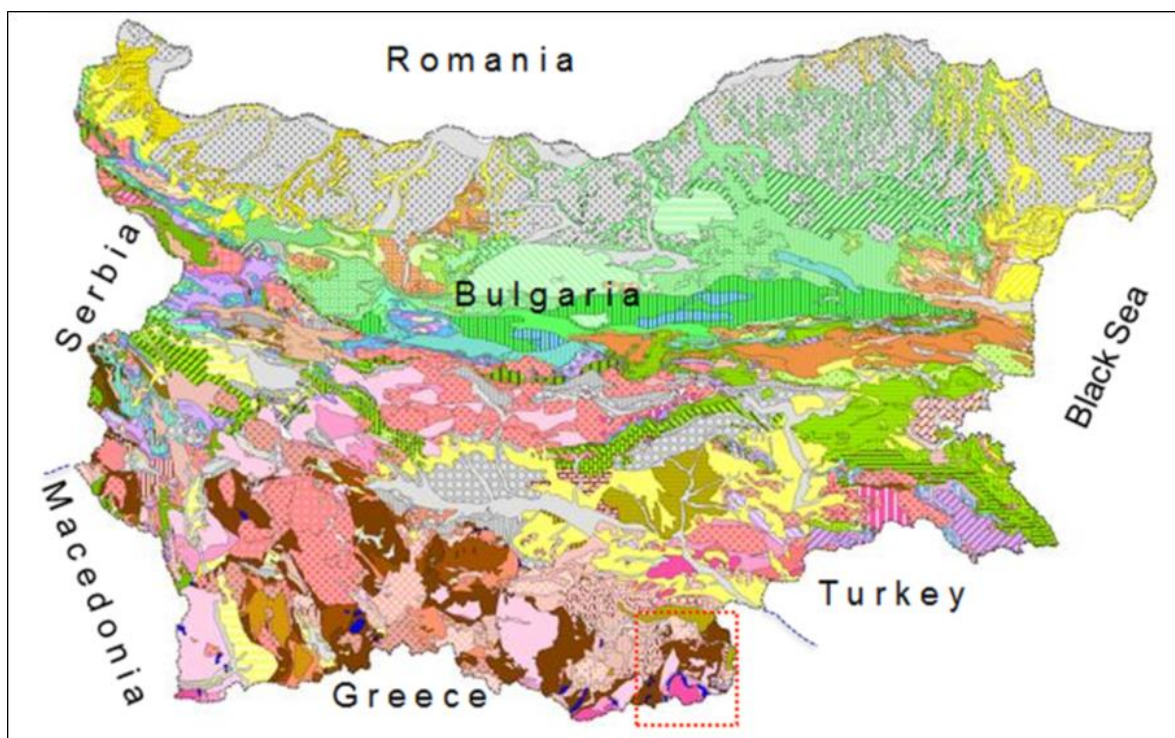 Romania
Serbia
Bulgaria
Black Sea
Macedonia
Turkey
Greece